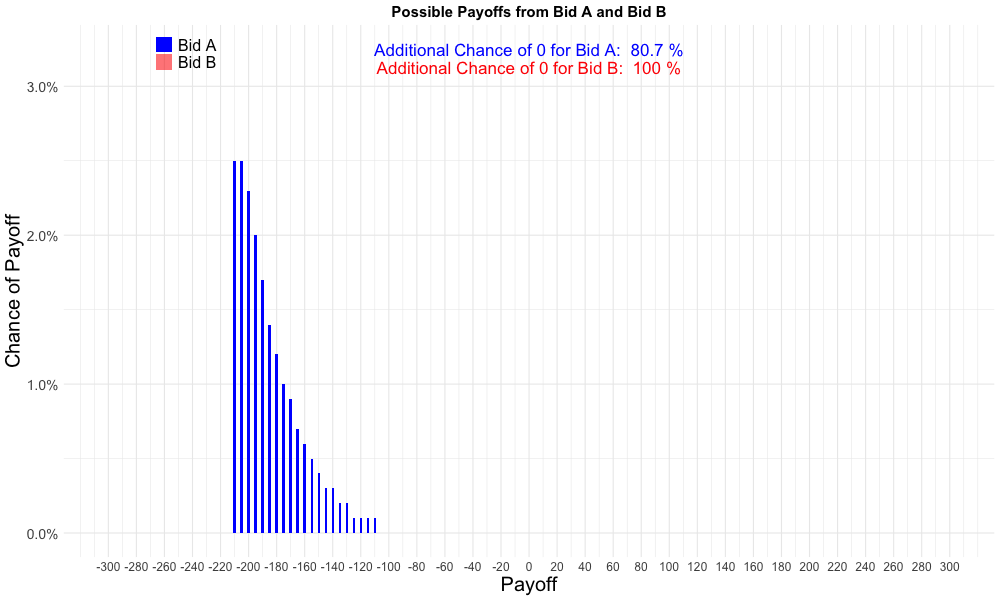 Possible Payoffs from Bid A and Bid B
Bid A
Bid B
Additional Chance of 0 for Bid A:  80.7 %
Additional Chance of 0 for Bid B:  100 %
Chance of Payoff
3.0%
2.0%
1.0%
0.0%
-300 -280 -260 -240 -220 -200 -180 -160 -140 -120 -100 -80 -60 -40 -20 0 20 40 60 80 100 120 140 160 180 200 220 240 260 280 300
Payoff